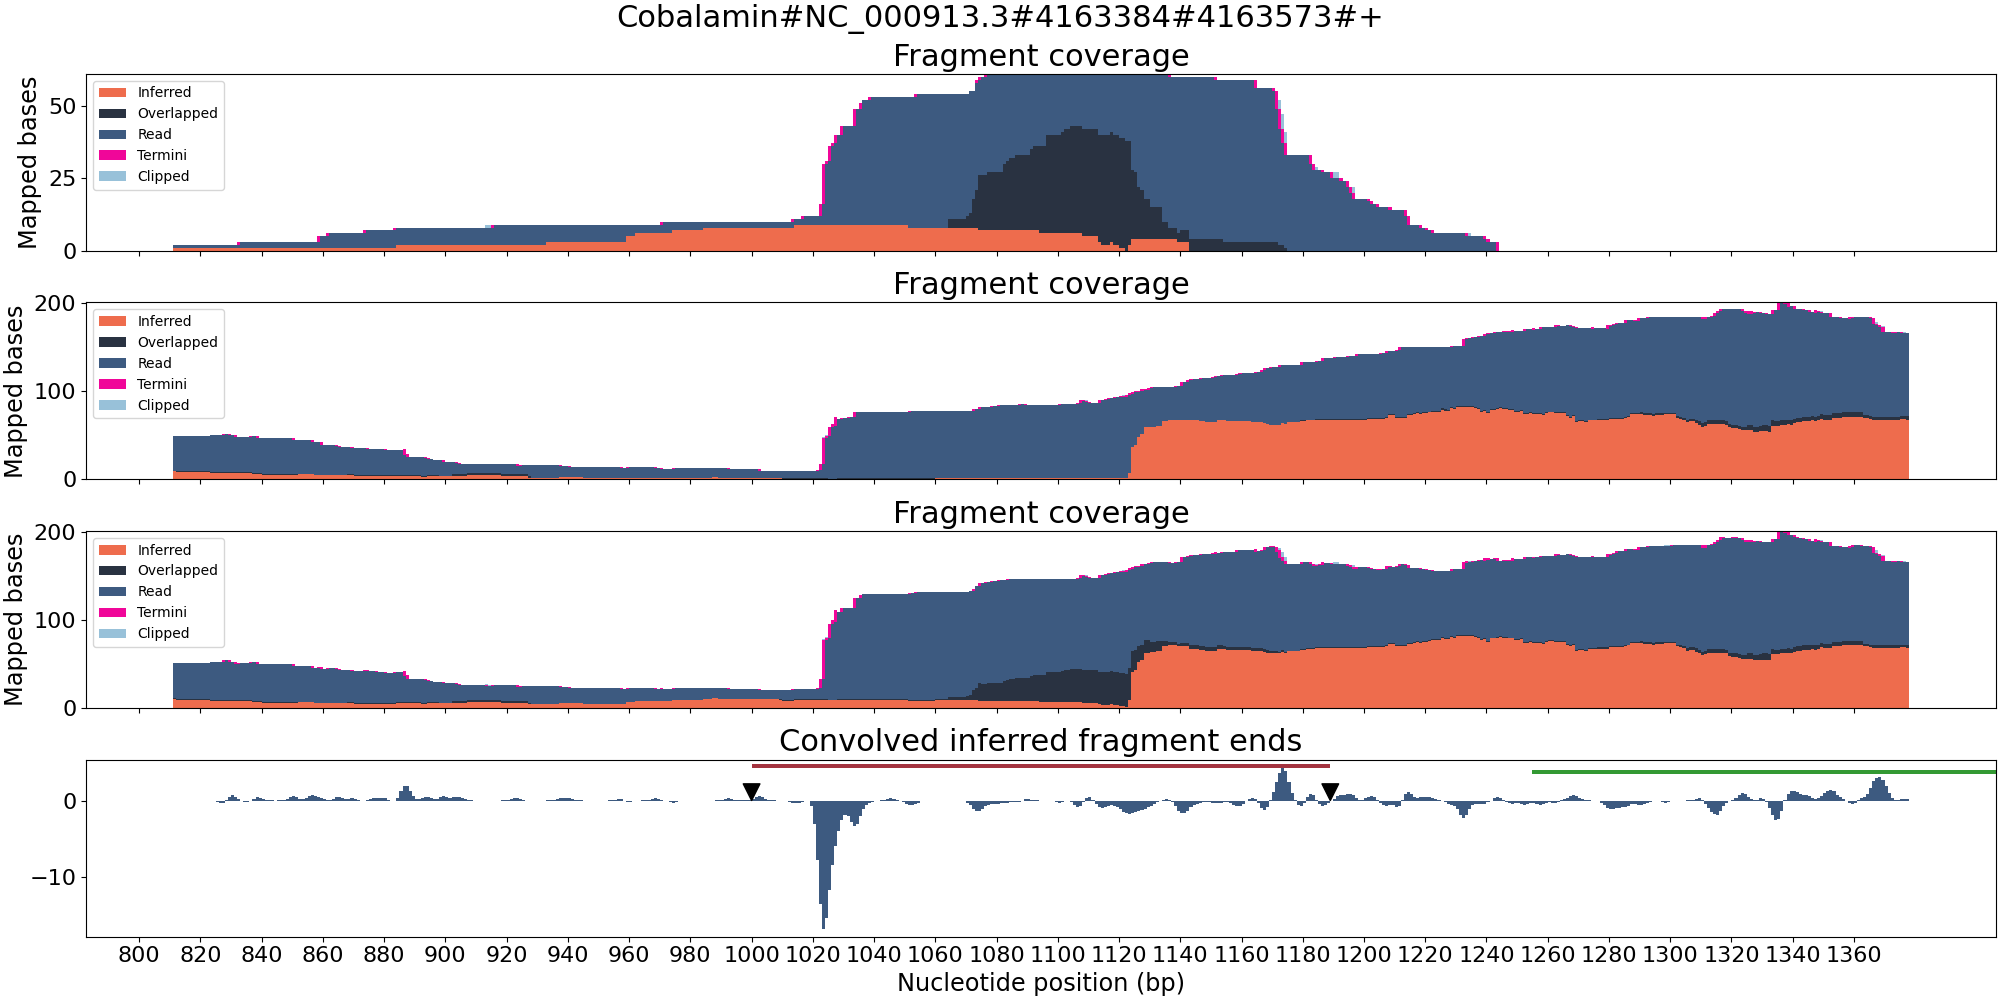 Cobalamin#NC_000913.3#4163384#4163573#+
Fragment coverage
Mapped bases
50
25
0
Inferred
Overlapped
Read
Termini
Clipped
Fragment coverage
Mapped bases
200
100
0
Inferred
Overlapped
Read
Termini
Clipped
Fragment coverage
Mapped bases
200
100
0
Inferred
Overlapped
Read
Termini
Clipped
Convolved inferred fragment ends
0
−10
800 820 840 860 880 900 920 940 960 980 1000 1020 1040 1060 1080 1100 1120 1140 1160 1180 1200 1220 1240 1260 1280 1300 1320 1340 1360
Nucleotide position (bp)